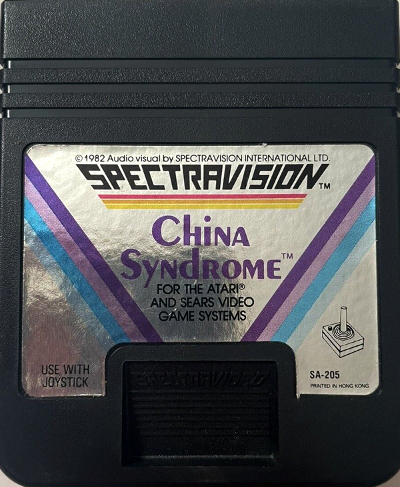 © 1982 Audio visual by SPECTRAVISION INTERNATIONAL LTD.
SPECTRAVISION™
China
Syndrome™
FOR THE ATARI®
AND SEARS VIDEO
GAME SYSTEMS
USE WITH
JOYSTICK
SPECTRAVIDEO
SA-205
PRINTED IN HONG KONG